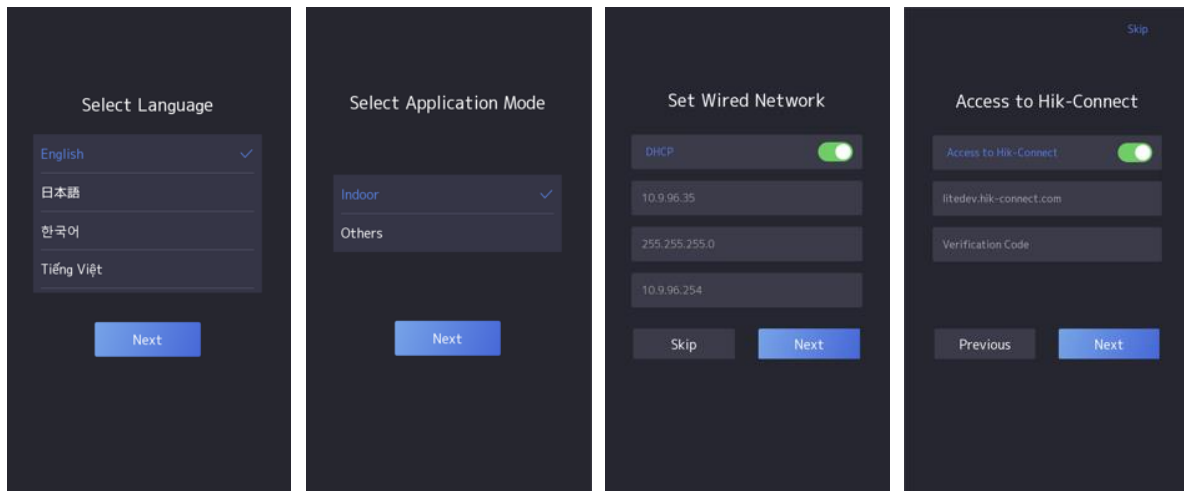 Select Language
English
日本語
한국어
Tiếng Việt
Next
Select Application Mode
Indoor
Others
Next
Set Wired Network
DHCP
10.9.96.35
255.255.255.0
10.9.96.254
Skip
Next
Skip
Access to Hik-Connect
Access to Hik-Connect
litedev.hik-connect.com
Verification Code
Previous
Next